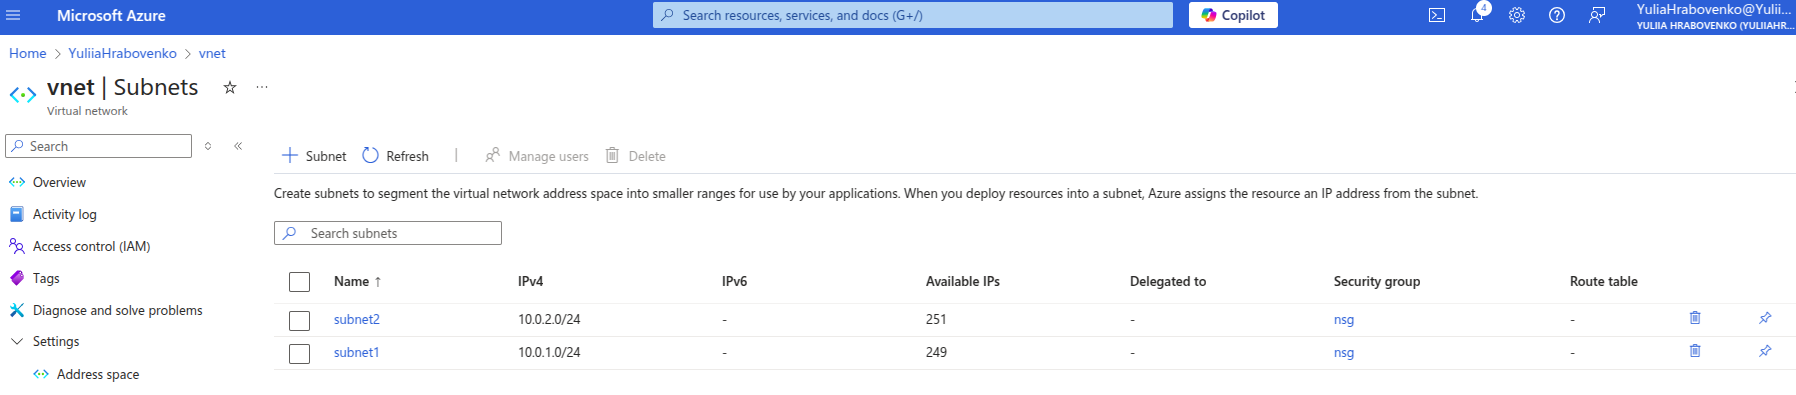 Microsoft Azure
Search resources, services, and docs (G+/)
Copilot
4
YuliaHrabovenko@Yulii...
YULIIA HRABOVENKO (YULIIAHR...
Home > YuliiaHrabovenko > vnet
vnet | Subnets
Virtual network
Search
Overview
Activity log
Access control (IAM)
Tags
Diagnose and solve problems
Settings
Address space
Subnet Refresh | Manage users Delete
Create subnets to segment the virtual network address space into smaller ranges for use by your applications. When you deploy resources into a subnet, Azure assigns the resource an IP address from the subnet.
Search subnets
Name ↑ IPv4 IPv6 Available IPs Delegated to Security group Route table
subnet2 10.0.2.0/24 - 251 - nsg -
subnet1 10.0.1.0/24 - 249 - nsg -